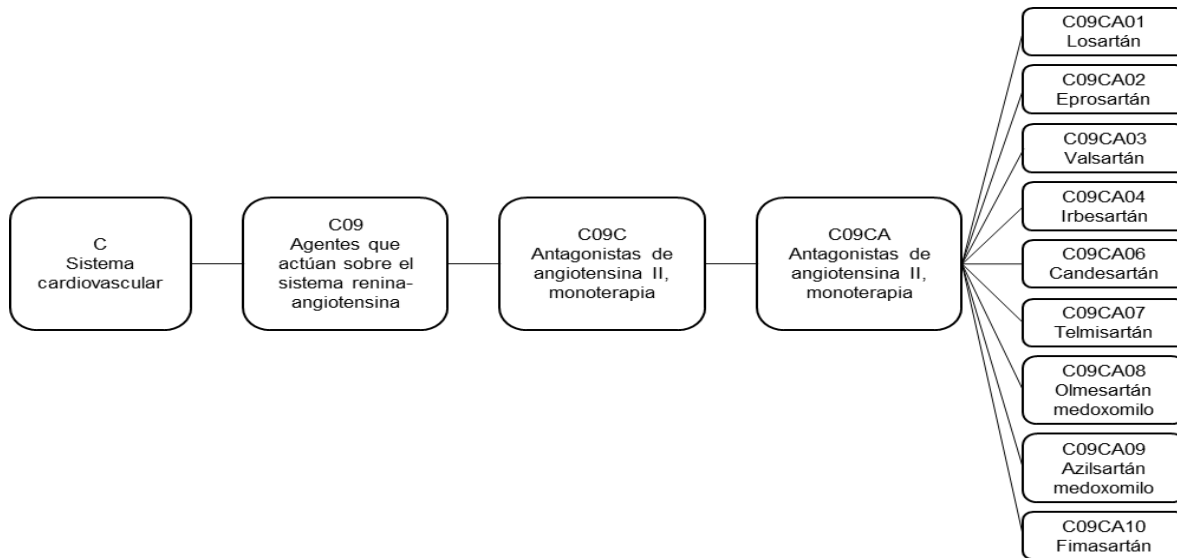 C
Sistema
cardiovascular
C09
Agentes que
actúan sobre el
sistema renina-
angiotensina
C09C
Antagonistas de
angiotensina II,
monoterapia
C09CA
Antagonistas de
angiotensina II,
monoterapia
C09CA01
Losartán
C09CA02
Eprosartán
C09CA03
Valsartán
C09CA04
Irbesartán
C09CA06
Candesartán
C09CA07
Telmisartán
C09CA08
Olmesartán
medoxomilo
C09CA09
Azilsartán
medoxomilo
C09CA10
Fimasartán